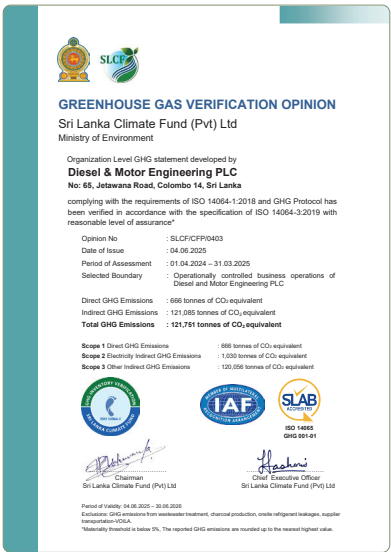 SLCF
GREENHOUSE GAS VERIFICATION OPINION
Sri Lanka Climate Fund (Pvt) Ltd
Ministry of Environment
Organization Level GHG statement developed by
Diesel & Motor Engineering PLC
No: 65, Jetawana Road, Colombo 14, Sri Lanka
complying with the requirements of ISO 14064-1:2018 and GHG Protocol has
been verified in accordance with the specification of ISO 14064-3:2019 with
reasonable level of assurance*
Opinion No : SLCF/CFP/0403
Date of Issue : 04.06.2025
Period of Assessment : 01.04.2024 – 31.03.2025
Selected Boundary : Operationally controlled business operations of
Diesel and Motor Engineering PLC
Direct GHG Emissions : 666 tonnes of CO₂ equivalent
Indirect GHG Emissions : 121,085 tonnes of CO₂ equivalent
Total GHG Emissions : 121,751 tonnes of CO₂ equivalent
Scope 1 Direct GHG Emissions : 666 tonnes of CO₂ equivalent
Scope 2 Electricity Indirect GHG Emissions : 1,030 tonnes of CO₂ equivalent
Scope 3 Other Indirect GHG Emissions : 120,056 tonnes of CO₂ equivalent
GHG INVENTORY VERIFICATION
SRI LANKA CLIMATE FUND
MEMBER OF MULTILATERAL
IAF
RECOGNITION ARRANGEMENT
SLAB
ACCREDITED
ISO 14065
GHG 001-01
Chairman
Sri Lanka Climate Fund (Pvt) Ltd
Chief Executive Officer
Sri Lanka Climate Fund (Pvt) Ltd
Period of Validity: 04.06.2025 – 30.06.2026
Exclusions: GHG emissions from wastewater treatment, charcoal production, onsite refrigerant leakages, supplier
transportation-VOILA.
*Materiality threshold is below 5%, The reported GHG emissions are rounded up to the nearest highest value.